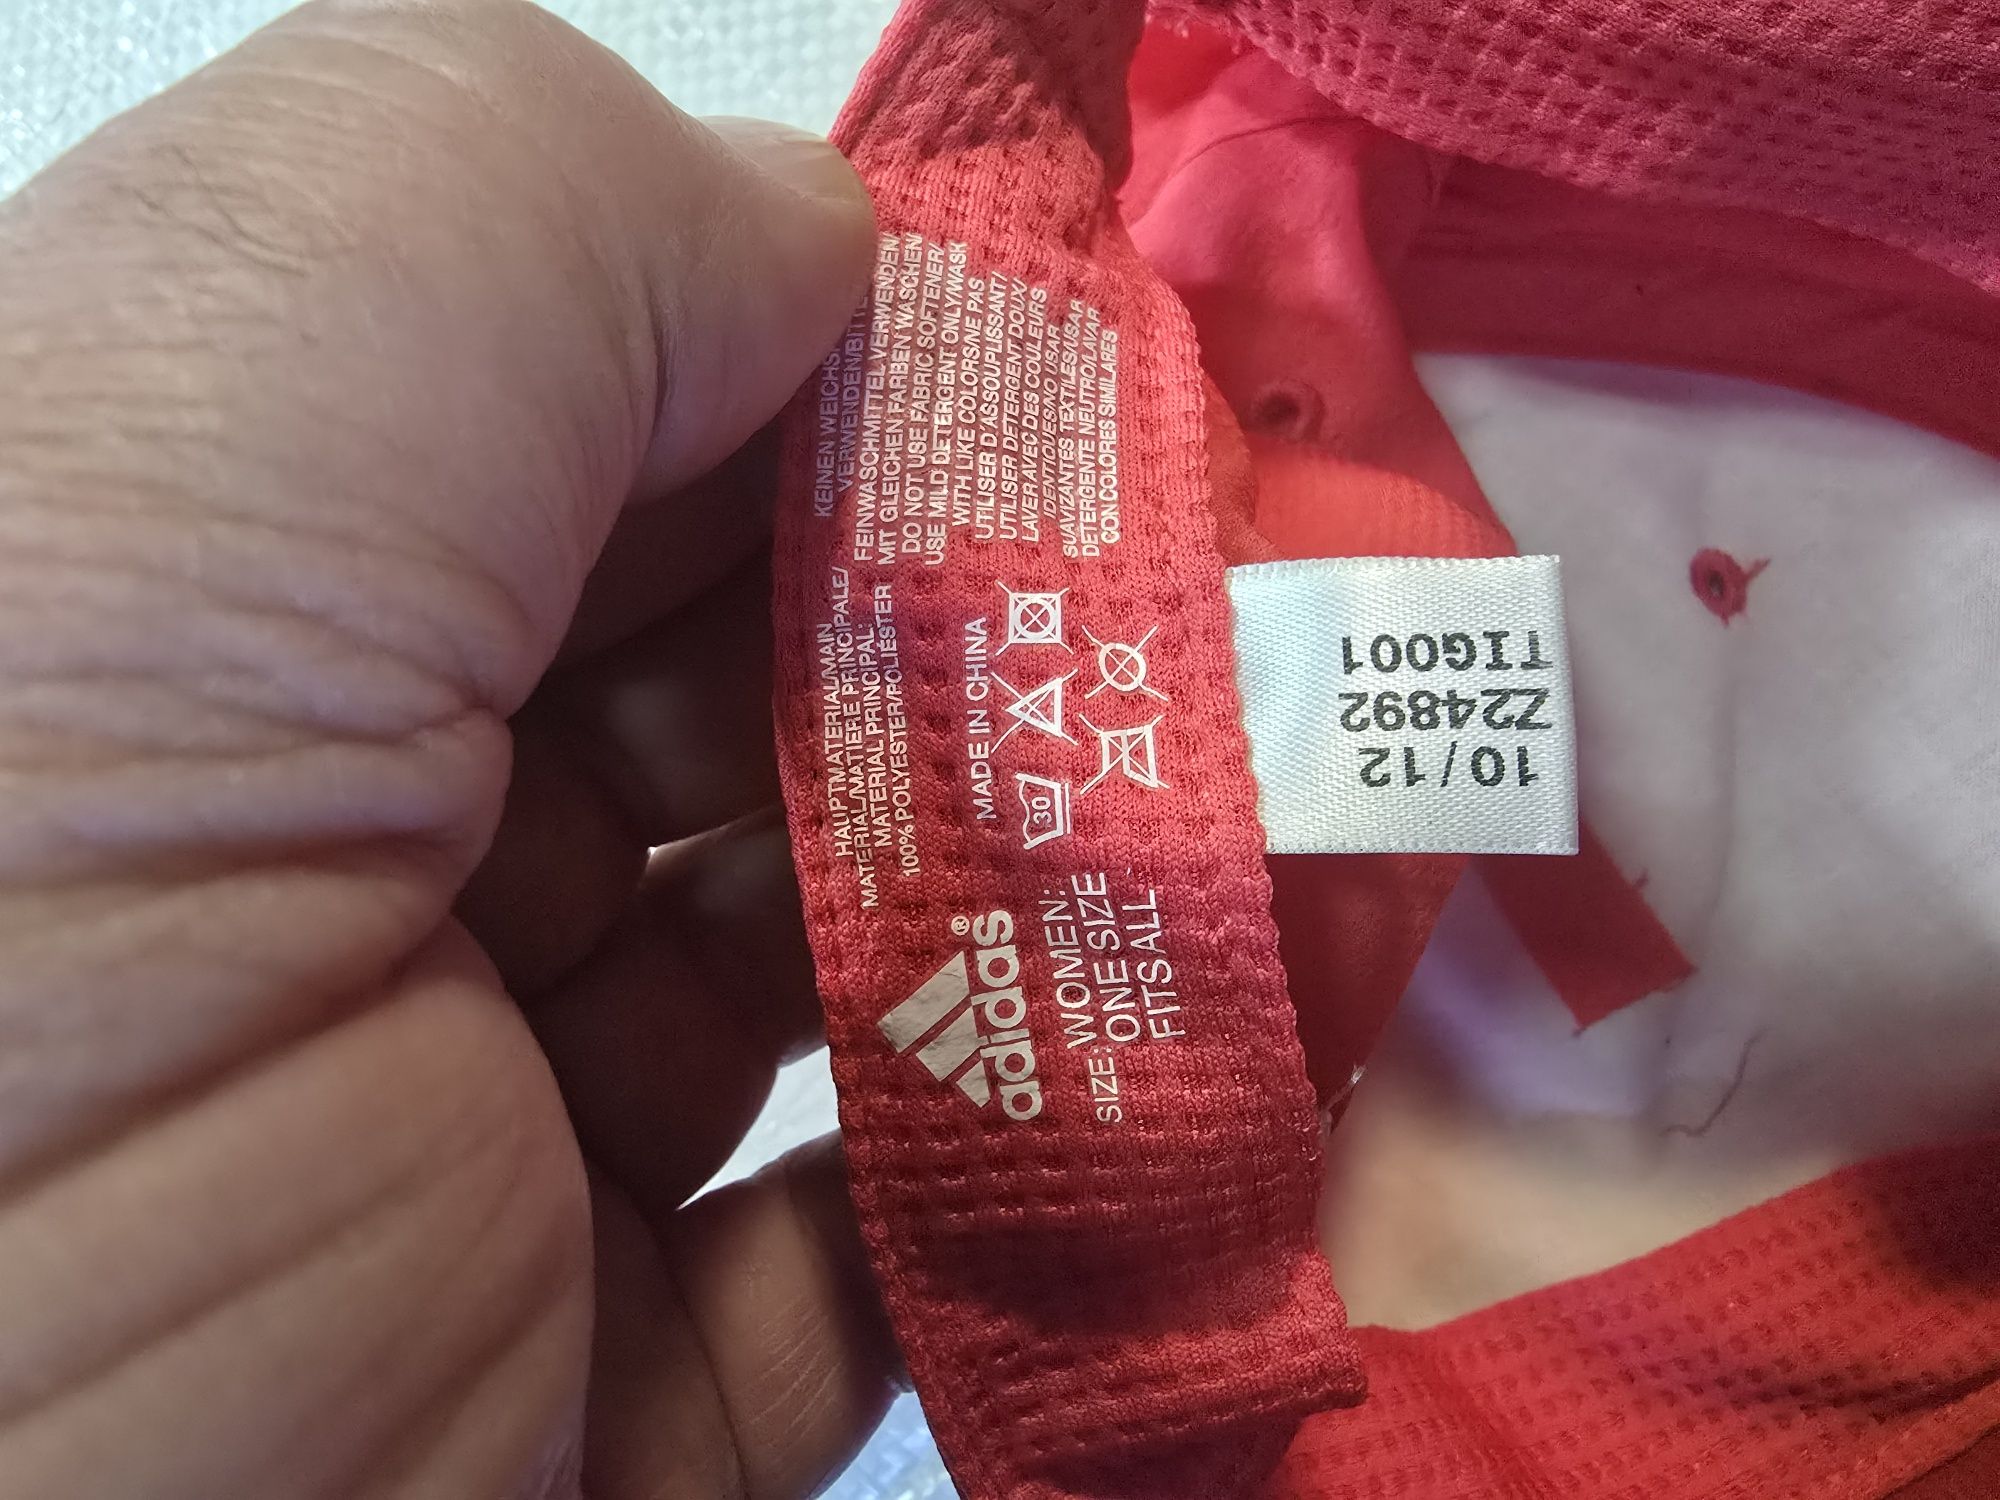 adidas®
SIZE: WOMEN:
ONE SIZE
FITS ALL
HAUPTMATERIAL/MAIN
MATERIAL/MATIÈRE PRINCIPALE/
MATERIAL PRINCIPAL:
100% POLYESTER/POLIÉSTER
MADE IN CHINA
30
KEINEN
VERWENDEN/BITTE
FEINWASCHMITTEL VERWENDEN/
MIT GLEICHEN FARBEN WASCHEN/
DO NOT USE FABRIC SOFTENER/
USE MILD DETERGENT ONLY/WASH
WITH LIKE COLORS/NE PAS
UTILISER D'ASSOUPLISSANT/
UTILISER DÉTERGENT DOUX/
LAVER AVEC DES COULEURS
IDENTIQUES/NO USAR
SUAVIZANTES TEXTILES/USAR
DETERGENTE NEUTRO/LAVAR
CON COLORES SIMILARES
10/12
Z24892
TIG001